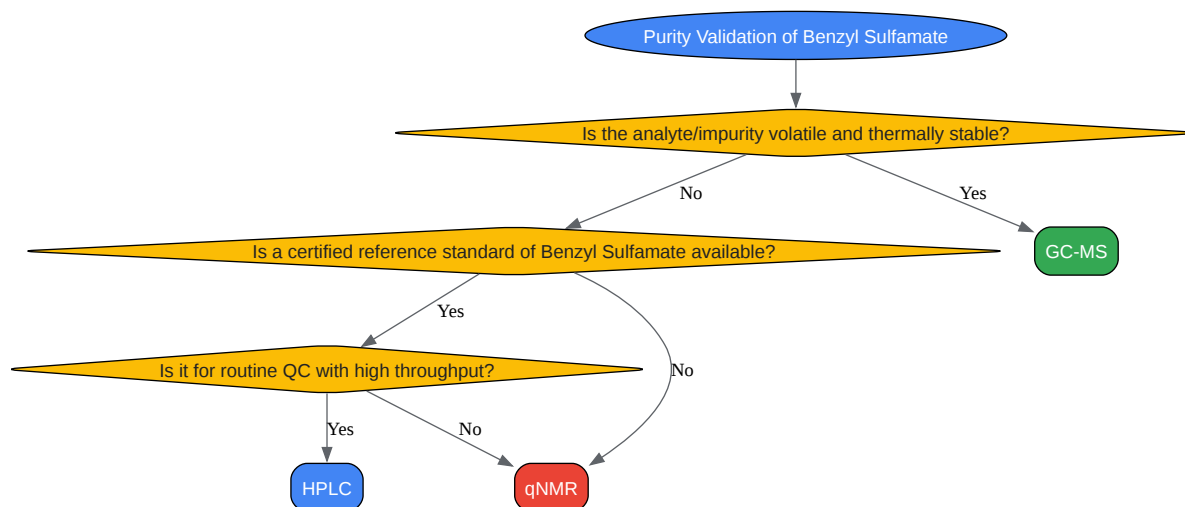 Purity Validation of Benzyl Sulfamate
Is the analyte/impurity volatile and thermally stable?
No
Yes
Is a certified reference standard of Benzyl Sulfamate available?
GC-MS
Yes
Is it for routine QC with high throughput?
No
Yes
No
HPLC
qNMR